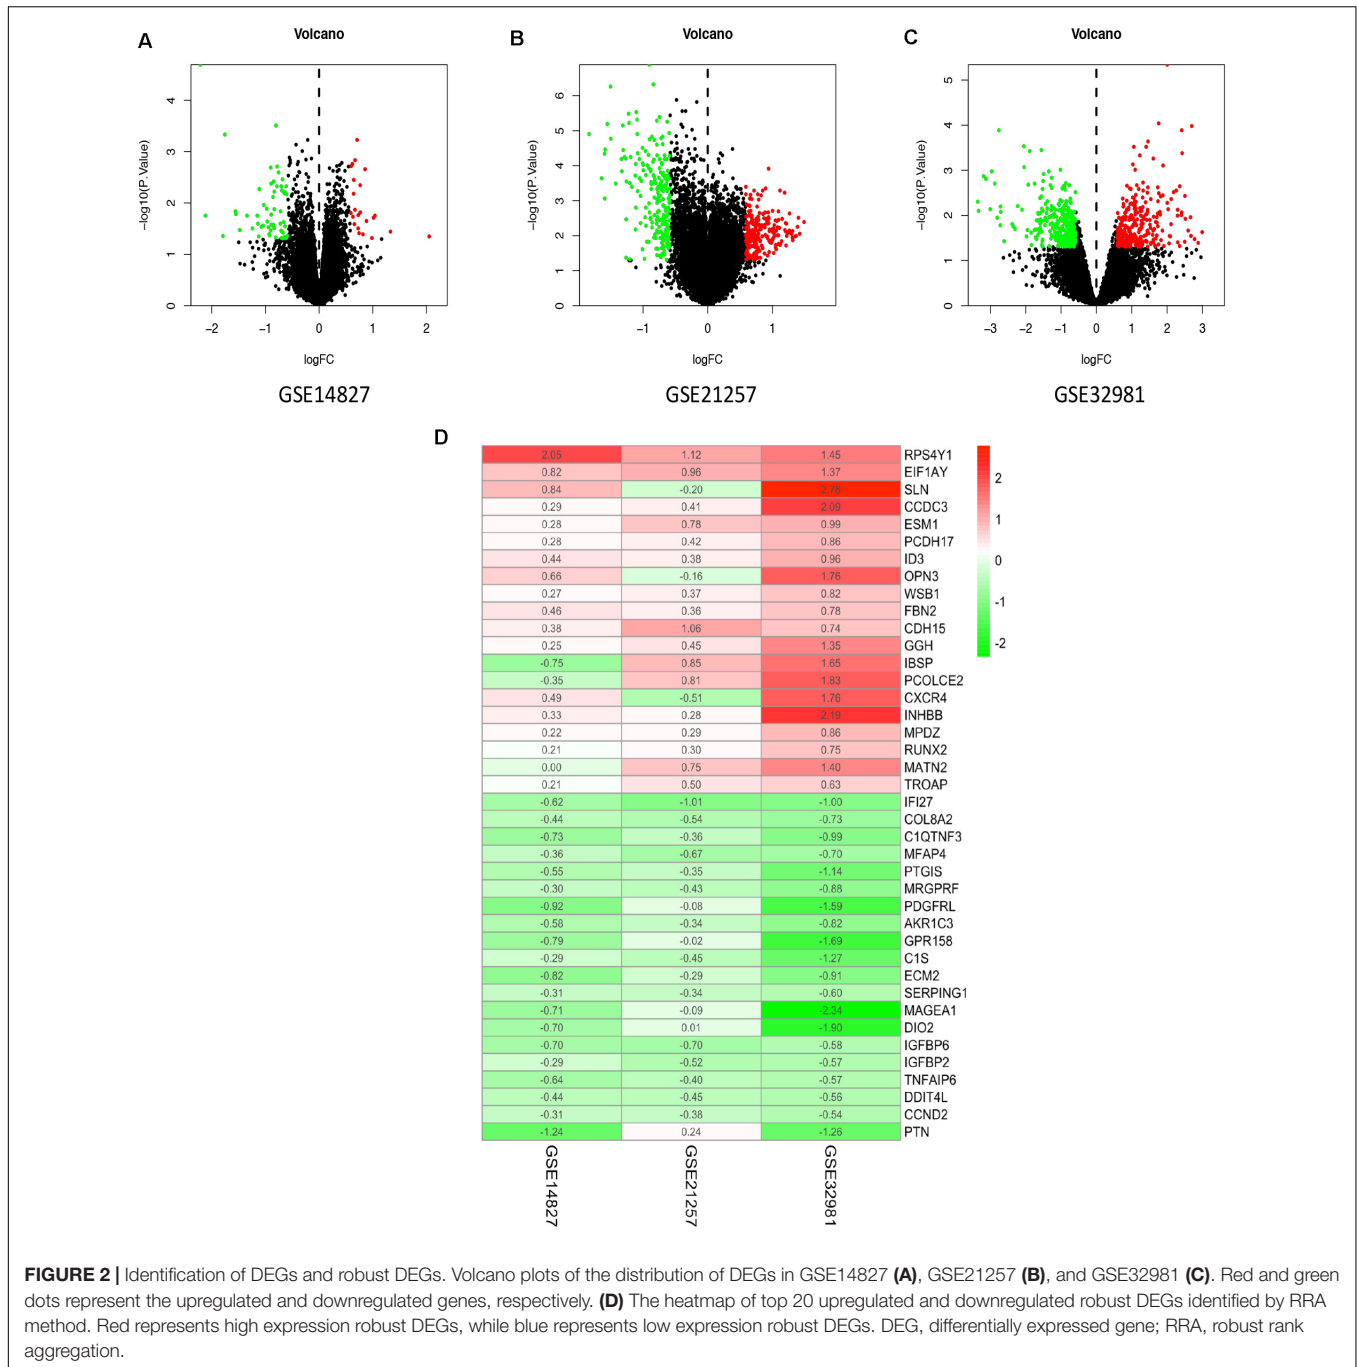 A
Volcano
−log10(P.Value)
4
3
2
1
0
−2 −1 0 1 2
logFC
GSE14827
B
Volcano
−log10(P.Value)
6
5
4
3
2
1
0
−1 0 1
logFC
GSE21257
C
Volcano
−log10(P.Value)
5
4
3
2
1
0
−3 −2 −1 0 1 2 3
logFC
GSE32981
D
2.05 1.12 1.45 RPS4Y1
0.82 0.96 1.37 EIF1AY
0.84 -0.20 2.78 SLN
0.29 0.41 2.09 CCDC3
0.28 0.78 0.99 ESM1
0.28 0.42 0.86 PCDH17
0.44 0.38 0.96 ID3
0.66 -0.16 1.76 OPN3
0.27 0.37 0.82 WSB1
0.46 0.36 0.78 FBN2
0.38 1.06 0.74 CDH15
0.25 0.45 1.35 GGH
-0.75 0.85 1.65 IBSP
-0.35 0.81 1.83 PCOLCE2
0.49 -0.51 1.76 CXCR4
0.33 0.28 2.19 INHBB
0.22 0.29 0.86 MPDZ
0.21 0.30 0.75 RUNX2
0.00 0.75 1.40 MATN2
0.21 0.50 0.63 TROAP
-0.62 -1.01 -1.00 IFI27
-0.44 -0.54 -0.73 COL8A2
-0.73 -0.36 -0.99 C1QTNF3
-0.36 -0.67 -0.70 MFAP4
-0.55 -0.35 -1.14 PTGIS
-0.30 -0.43 -0.88 MRGPRF
-0.92 -0.08 -1.59 PDGFRL
-0.58 -0.34 -0.82 AKR1C3
-0.79 -0.02 -1.69 GPR158
-0.29 -0.45 -1.27 C1S
-0.82 -0.29 -0.91 ECM2
-0.31 -0.34 -0.60 SERPING1
-0.71 -0.09 -2.34 MAGEA1
-0.70 0.01 -1.90 DIO2
-0.70 -0.70 -0.58 IGFBP6
-0.29 -0.52 -0.57 IGFBP2
-0.64 -0.40 -0.57 TNFAIP6
-0.44 -0.45 -0.56 DDIT4L
-0.31 -0.38 -0.54 CCND2
-1.24 0.24 -1.26 PTN
GSE14827 GSE21257 GSE32981
2
1
0
-1
-2
FIGURE 2 | Identification of DEGs and robust DEGs. Volcano plots of the distribution of DEGs in GSE14827 (A), GSE21257 (B), and GSE32981 (C). Red and green
dots represent the upregulated and downregulated genes, respectively. (D) The heatmap of top 20 upregulated and downregulated robust DEGs identified by RRA
method. Red represents high expression robust DEGs, while blue represents low expression robust DEGs. DEG, differentially expressed gene; RRA, robust rank
aggregation.